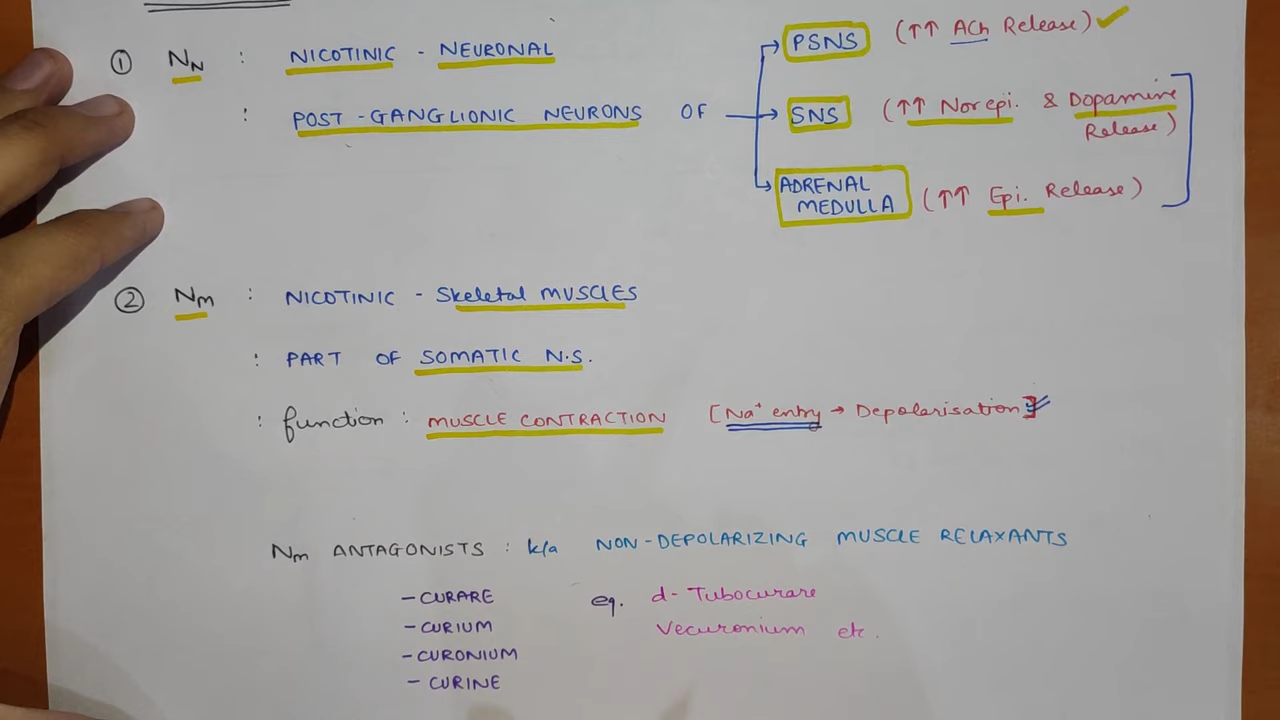 ① NN : NICOTINIC - NEURONAL
: POST-GANGLIONIC NEURONS OF
PSNS (↑↑ ACh Release) ✓
SNS (↑↑ Norepi. & Dopamine Release)
ADRENAL MEDULLA (↑↑ Epi. Release)
② Nm : NICOTINIC - Skeletal MUSCLES
: PART OF SOMATIC N.S.
: function : MUSCLE CONTRACTION [Na+ entry → Depolarisation]
Nm ANTAGONISTS : k/a NON-DEPOLARIZING MUSCLE RELAXANTS
- CURARE eg. d-Tubocurare
- CURIUM Vecuronium etc.
- CURONIUM
- CURINE